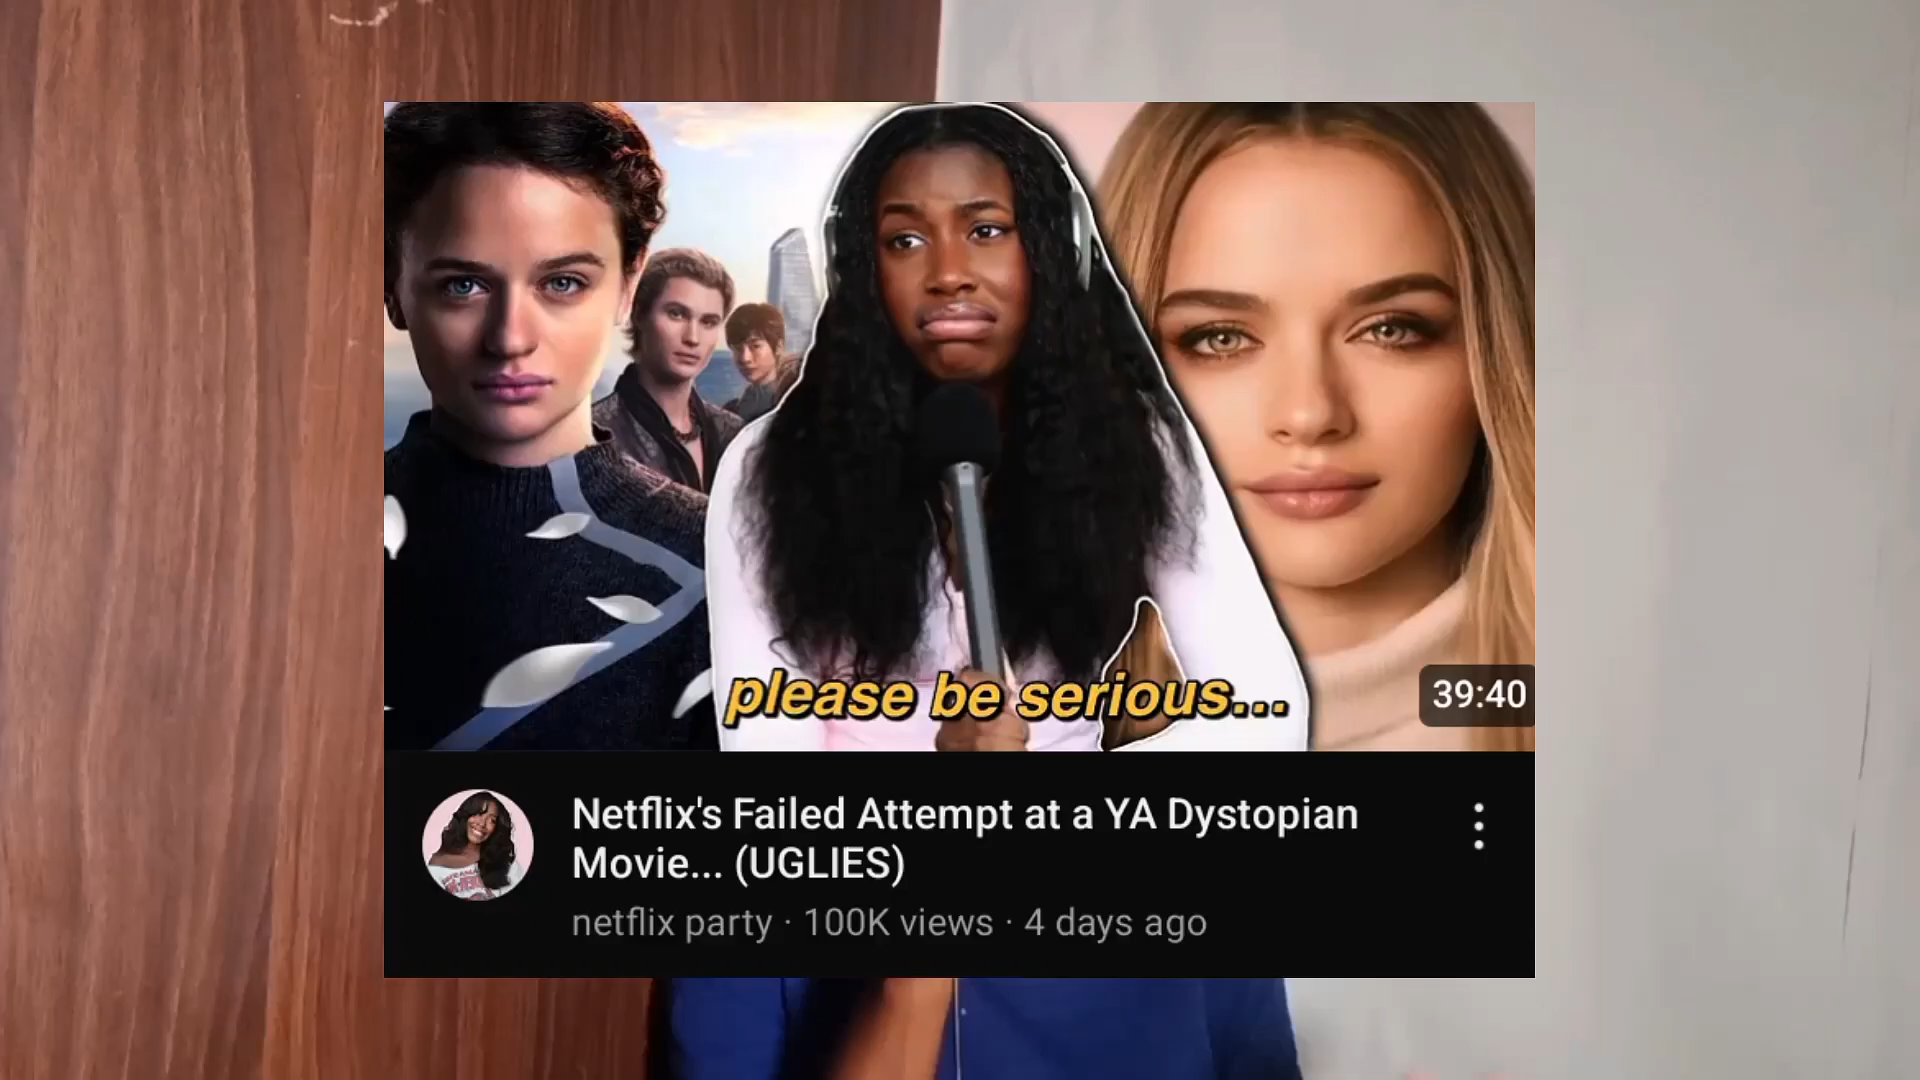 please be serious...
39:40
Netflix's Failed Attempt at a YA Dystopian
Movie... (UGLIES)
netflix party · 100K views · 4 days ago